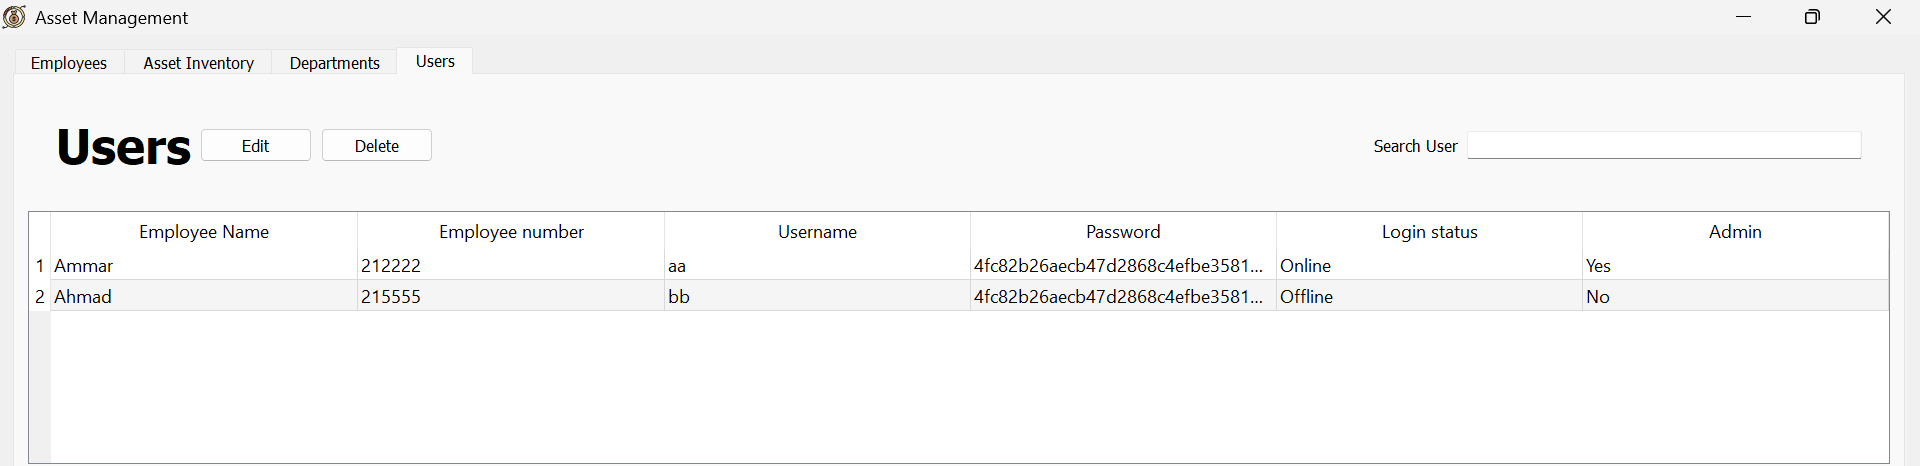 Asset Management
Employees Asset Inventory Departments Users
Users Edit Delete Search User
Employee Name Employee number Username Password Login status Admin
1 Ammar 212222 aa 4fc82b26aecb47d2868c4efbe3581... Online Yes
2 Ahmad 215555 bb 4fc82b26aecb47d2868c4efbe3581... Offline No